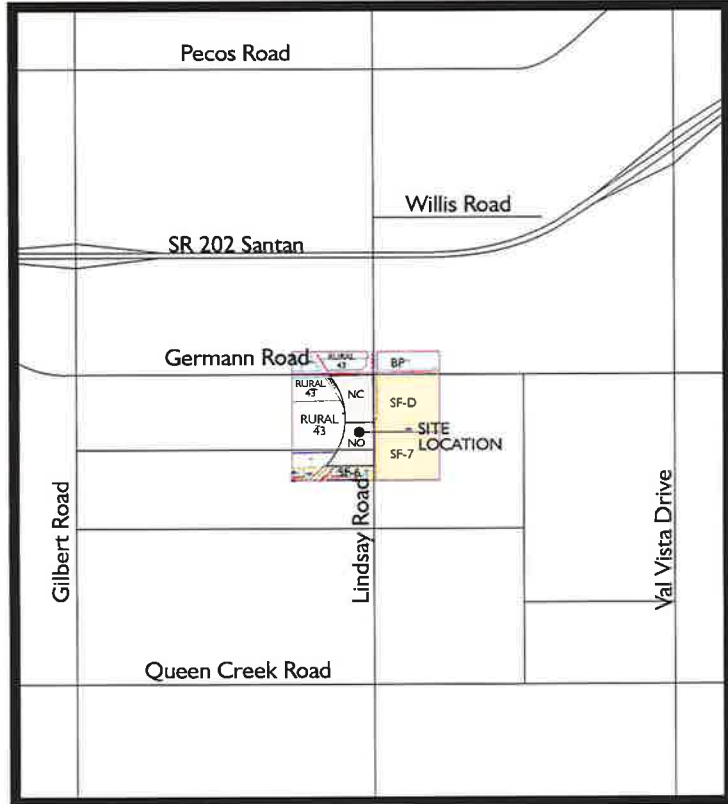 Pecos Road
Willis Road
SR 202 Santan
Germann Road
RURAL
43
BP
RURAL
43
NC
SF-D
RURAL
43
NO
SITE
LOCATION
SF-7
SF-6
Gilbert Road
Lindsay Road
Val Vista Drive
Queen Creek Road